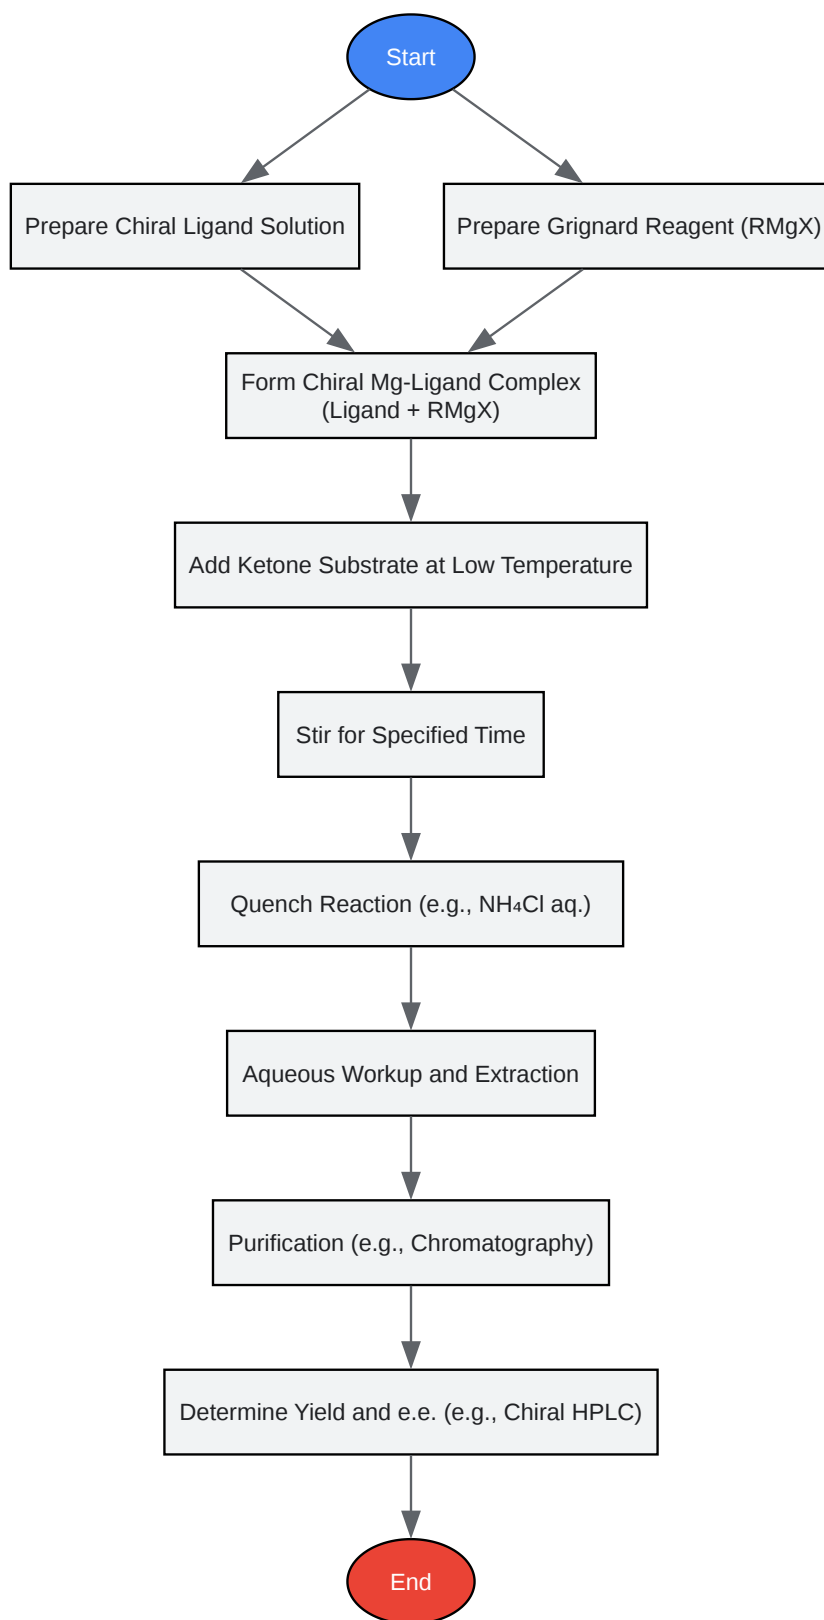 Start
Prepare Chiral Ligand Solution
Prepare Grignard Reagent (RMgX)
Form Chiral Mg-Ligand Complex
(Ligand + RMgX)
Add Ketone Substrate at Low Temperature
Stir for Specified Time
Quench Reaction (e.g., NH₄Cl aq.)
Aqueous Workup and Extraction
Purification (e.g., Chromatography)
Determine Yield and e.e. (e.g., Chiral HPLC)
End